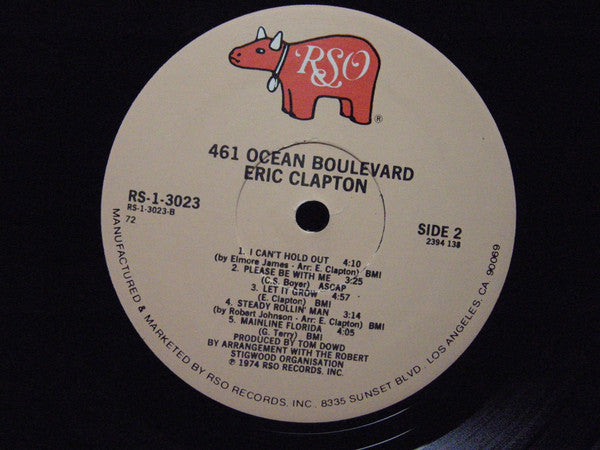 RSO
®
461 OCEAN BOULEVARD
ERIC CLAPTON
RS-1-3023
RS-1-3023-B
72
SIDE 2
2394 138
1. I CAN'T HOLD OUT 4:10
(by Elmore James - Arr: E. Clapton) BMI
2. PLEASE BE WITH ME 3:25
(C.S. Boyer) ASCAP
3. LET IT GROW 4:57
(E. Clapton) BMI
4. STEADY ROLLIN' MAN 3:14
(by Robert Johnson - Arr: E. Clapton) BMI
5. MAINLINE FLORIDA 4:05
(G. Terry) BMI
PRODUCED BY TOM DOWD
BY ARRANGEMENT WITH THE ROBERT
STIGWOOD ORGANISATION
℗ 1974 RSO RECORDS, INC.
MANUFACTURED & MARKETED BY RSO RECORDS, INC., 8335 SUNSET BLVD., LOS ANGELES, CA. 90069